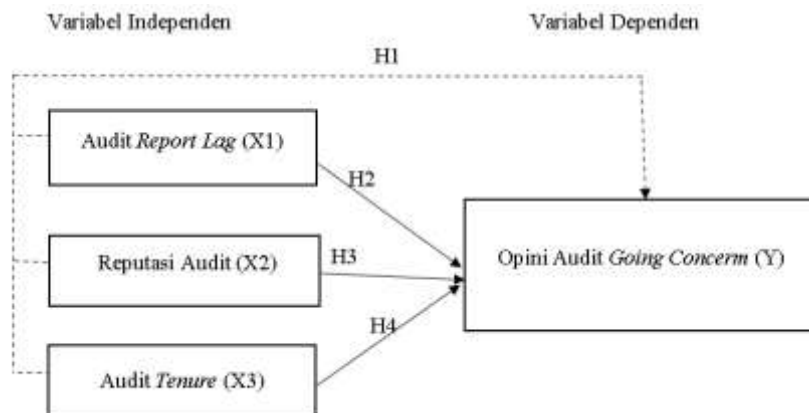 Variabel Independen
Variabel Dependen
H1
Audit Report Lag (X1)
H2
Reputasi Audit (X2)
H3
Opini Audit Going Concerm (Y)
H4
Audit Tenure (X3)